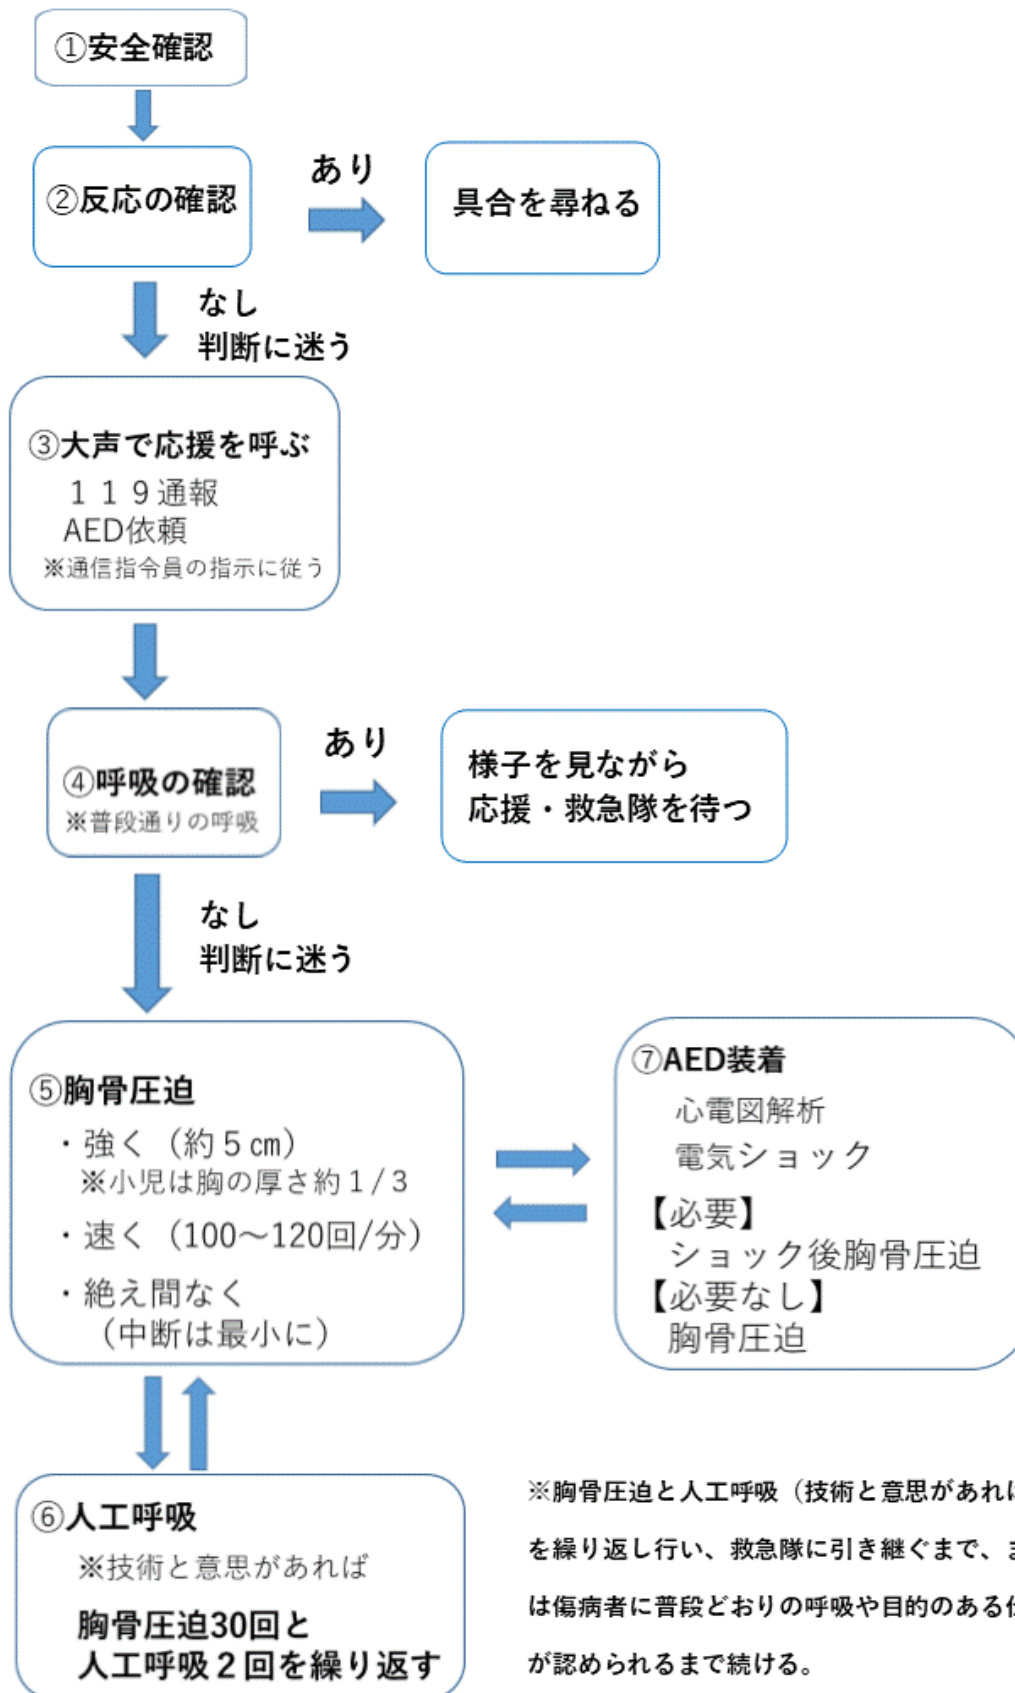 ①安全確認
②反応の確認
あり
具合を尋ねる
なし
判断に迷う
③大声で応援を呼ぶ
１１９通報
AED依頼
※通信指令員の指示に従う
④呼吸の確認
※普段通りの呼吸
あり
様子を見ながら
応援・救急隊を待つ
なし
判断に迷う
⑤胸骨圧迫
・強く（約５㎝）
※小児は胸の厚さ約１/３
・速く（100～120回/分）
・絶え間なく
（中断は最小に）
⑦AED装着
心電図解析
電気ショック
【必要】
ショック後胸骨圧迫
【必要なし】
胸骨圧迫
⑥人工呼吸
※技術と意思があれば
胸骨圧迫30回と
人工呼吸２回を繰り返す
※胸骨圧迫と人工呼吸（技術と意思があれ
を繰り返し行い、救急隊に引き継ぐまで、
は傷病者に普段どおりの呼吸や目的のある
が認められるまで続ける。